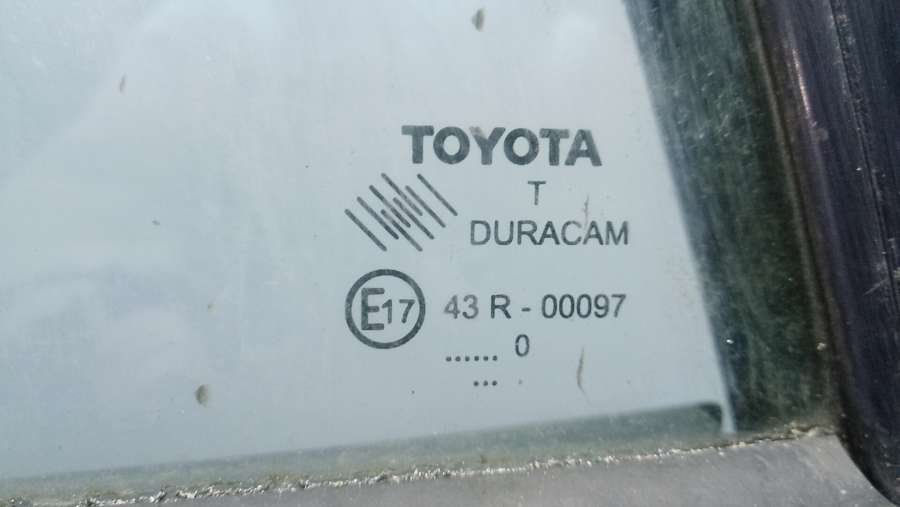 TOYOTA
T
DURACAM
E17 43 R - 00097
...... 0
...